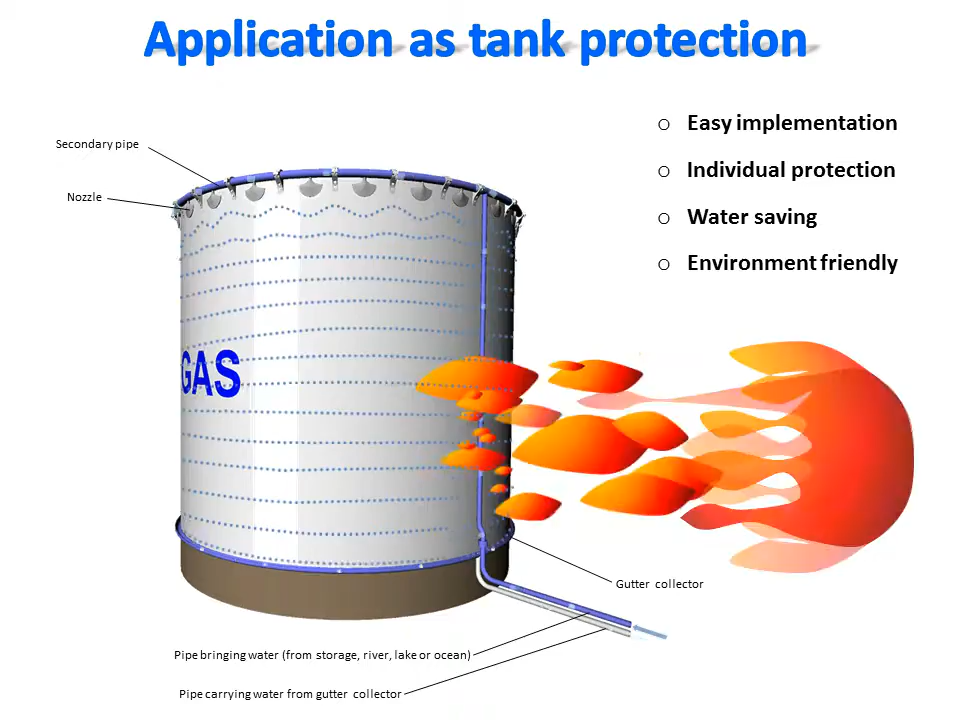 Application as tank protection
Easy implementation
Individual protection
Water saving
Environment friendly
Secondary pipe
Nozzle
GAS
Gutter collector
Pipe bringing water (from storage, river, lake or ocean)
Pipe carrying water from gutter collector